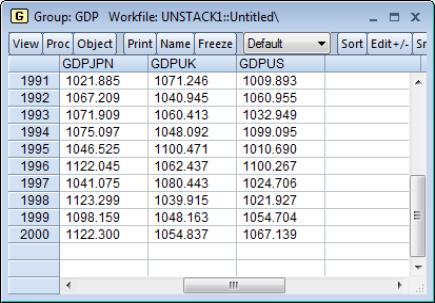 G Group: GDP Workfile: UNSTACK1::Untitled\
View Proc Object Print Name Freeze Default Sort Edit+/- Sm
GDPJPN GDPUK GDPUS
1991 1021.885 1071.246 1009.893
1992 1067.209 1040.945 1060.955
1993 1071.909 1060.413 1032.949
1994 1075.097 1048.092 1099.095
1995 1046.525 1100.471 1010.690
1996 1122.045 1062.437 1100.267
1997 1041.075 1080.443 1024.706
1998 1123.299 1039.915 1021.927
1999 1098.159 1048.163 1054.704
2000 1122.300 1054.837 1067.139